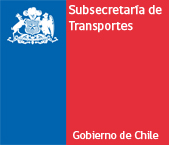 Subsecretaría de
Transportes
Gobierno de Chile